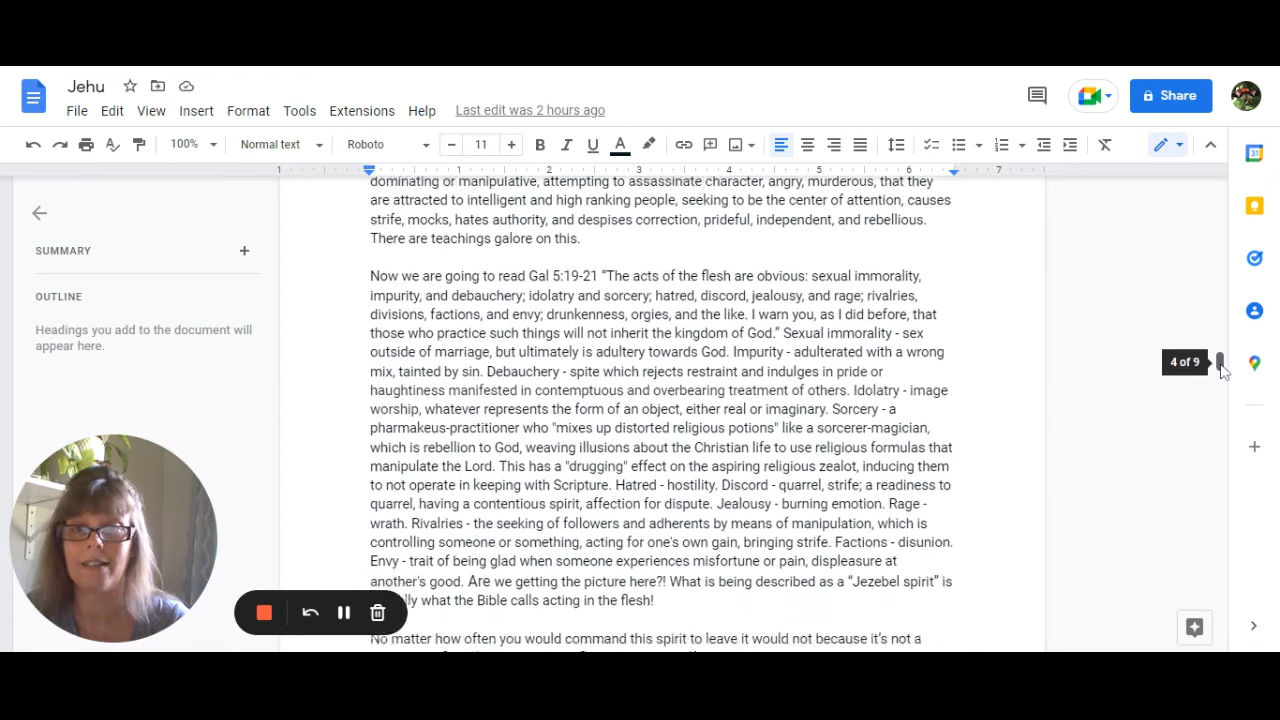 Jehu
File Edit View Insert Format Tools Extensions Help Last edit was 2 hours ago
Share
100% Normal text Roboto 11
1 1 2 3 4 5 6 7
SUMMARY
OUTLINE
Headings you add to the document will
appear here.
dominating or manipulative, attempting to assassinate character, angry, murderous, that they
are attracted to intelligent and high ranking people, seeking to be the center of attention, causes
strife, mocks, hates authority, and despises correction, prideful, independent, and rebellious.
There are teachings galore on this.
Now we are going to read Gal 5:19-21 “The acts of the flesh are obvious: sexual immorality,
impurity, and debauchery; idolatry and sorcery; hatred, discord, jealousy, and rage; rivalries,
divisions, factions, and envy; drunkenness, orgies, and the like. I warn you, as I did before, that
those who practice such things will not inherit the kingdom of God.” Sexual immorality - sex
outside of marriage, but ultimately is adultery towards God. Impurity - adulterated with a wrong
mix, tainted by sin. Debauchery - spite which rejects restraint and indulges in pride or
haughtiness manifested in contemptuous and overbearing treatment of others. Idolatry - image
worship, whatever represents the form of an object, either real or imaginary. Sorcery - a
pharmakeus-practitioner who "mixes up distorted religious potions" like a sorcerer-magician,
which is rebellion to God, weaving illusions about the Christian life to use religious formulas that
manipulate the Lord. This has a "drugging" effect on the aspiring religious zealot, inducing them
to not operate in keeping with Scripture. Hatred - hostility. Discord - quarrel, strife; a readiness to
quarrel, having a contentious spirit, affection for dispute. Jealousy - burning emotion. Rage -
wrath. Rivalries - the seeking of followers and adherents by means of manipulation, which is
controlling someone or something, acting for one's own gain, bringing strife. Factions - disunion.
Envy - trait of being glad when someone experiences misfortune or pain, displeasure at
another's good. Are we getting the picture here?! What is being described as a “Jezebel spirit” is
lly what the Bible calls acting in the flesh!
No matter how often you would command this spirit to leave it would not because it’s not a
4 of 9
31